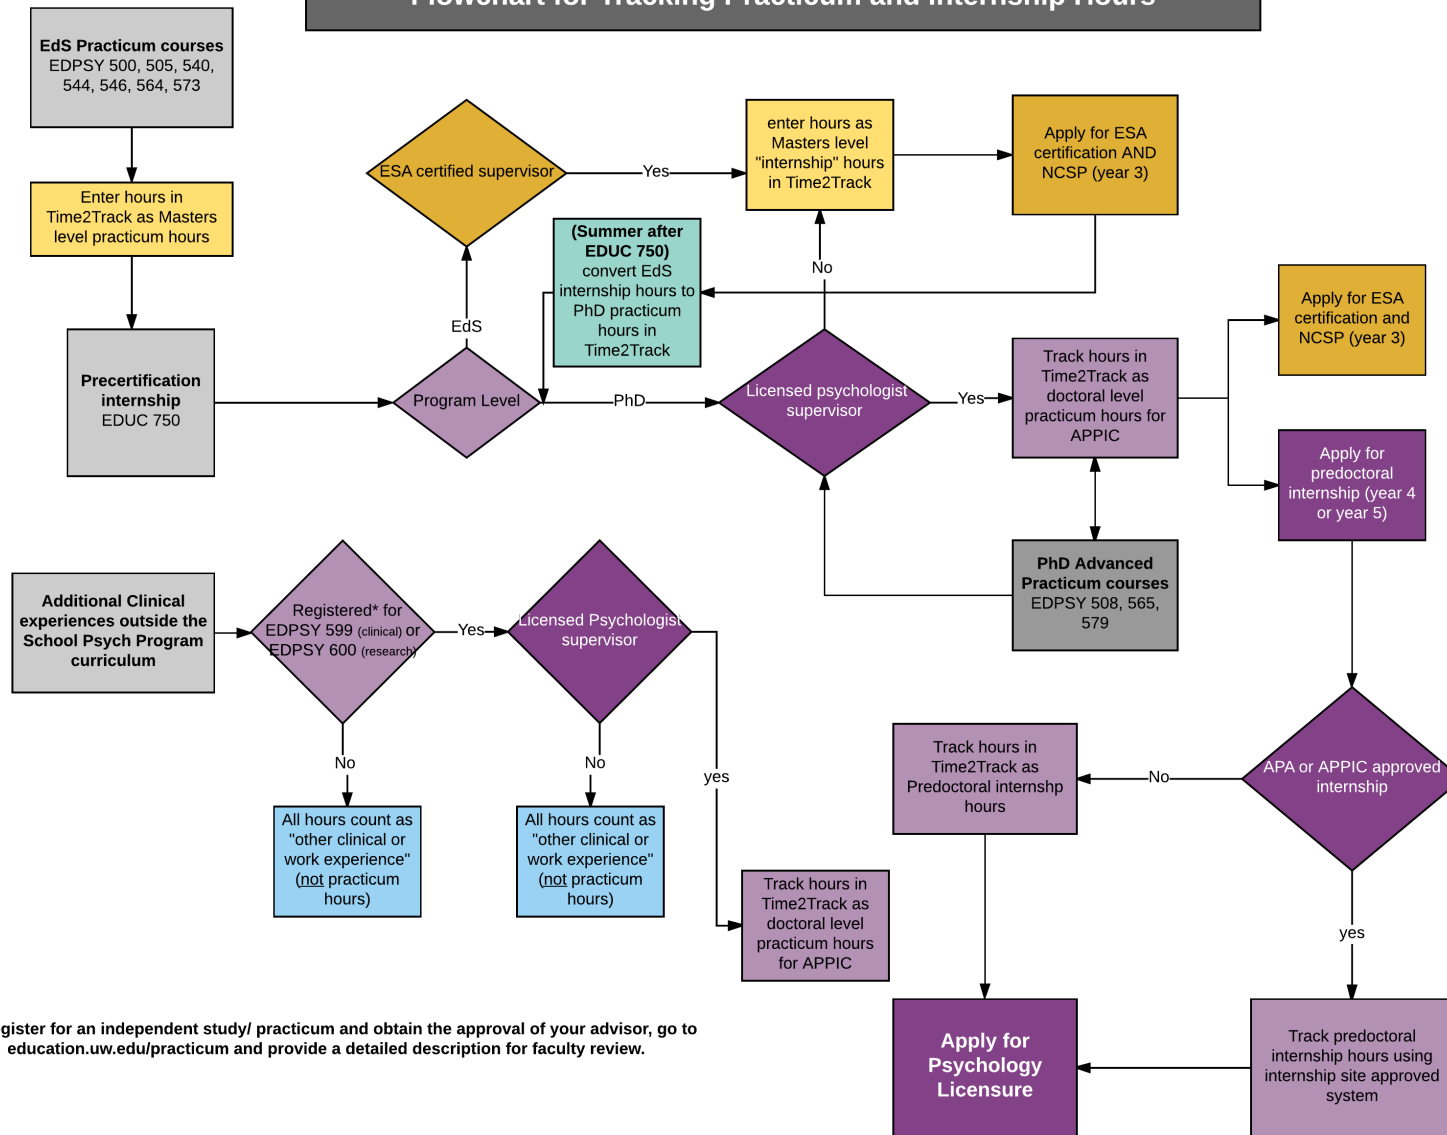 Flowchart for Tracking Practicum and Internship Hours
EdS Practicum courses
EDPSY 500, 505, 540,
544, 546, 564, 573
Enter hours in
Time2Track as Masters
level practicum hours
Precertification
internship
EDUC 750
ESA certified supervisor
Yes
enter hours as
Masters level
"internship" hours
in Time2Track
Apply for ESA
certification AND
NCSP (year 3)
(Summer after
EDUC 750)
convert EdS
internship hours to
PhD practicum
hours in
Time2Track
No
EdS
Program Level
PhD
Licensed psychologist
supervisor
Yes
Track hours in
Time2Track as
doctoral level
practicum hours for
APPIC
Apply for ESA
certification and
NCSP (year 3)
Apply for
predoctoral
internship (year 4
or year 5)
PhD Advanced
Practicum courses
EDPSY 508, 565,
579
Additional Clinical
experiences outside the
School Psych Program
curriculum
Registered* for
EDPSY 599 (clinical) or
EDPSY 600 (research)
Yes
Licensed Psychologist
supervisor
No
No
yes
All hours count as
"other clinical or
work experience"
(not practicum
hours)
All hours count as
"other clinical or
work experience"
(not practicum
hours)
Track hours in
Time2Track as
doctoral level
practicum hours
for APPIC
Track hours in
Time2Track as
Predoctoral internshp
hours
No
APA or APPIC approved
internship
yes
Apply for
Psychology
Licensure
Track predoctoral
internship hours using
internship site approved
system
gister for an independent study/ practicum and obtain the approval of your advisor, go to
education.uw.edu/practicum and provide a detailed description for faculty review.